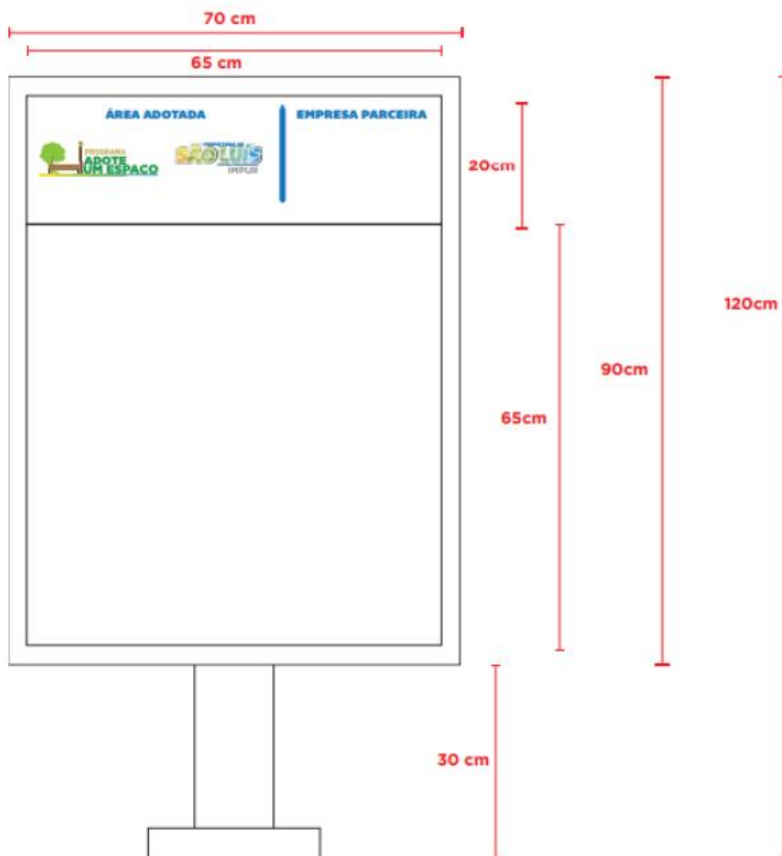 70 cm
65 cm
ÁREA ADOTADA
EMPRESA PARCEIRA
PROGRAMA
ADOTE
UM ESPAÇO
SÃO LUÍS
IMPUR
20cm
120cm
90cm
65cm
30 cm